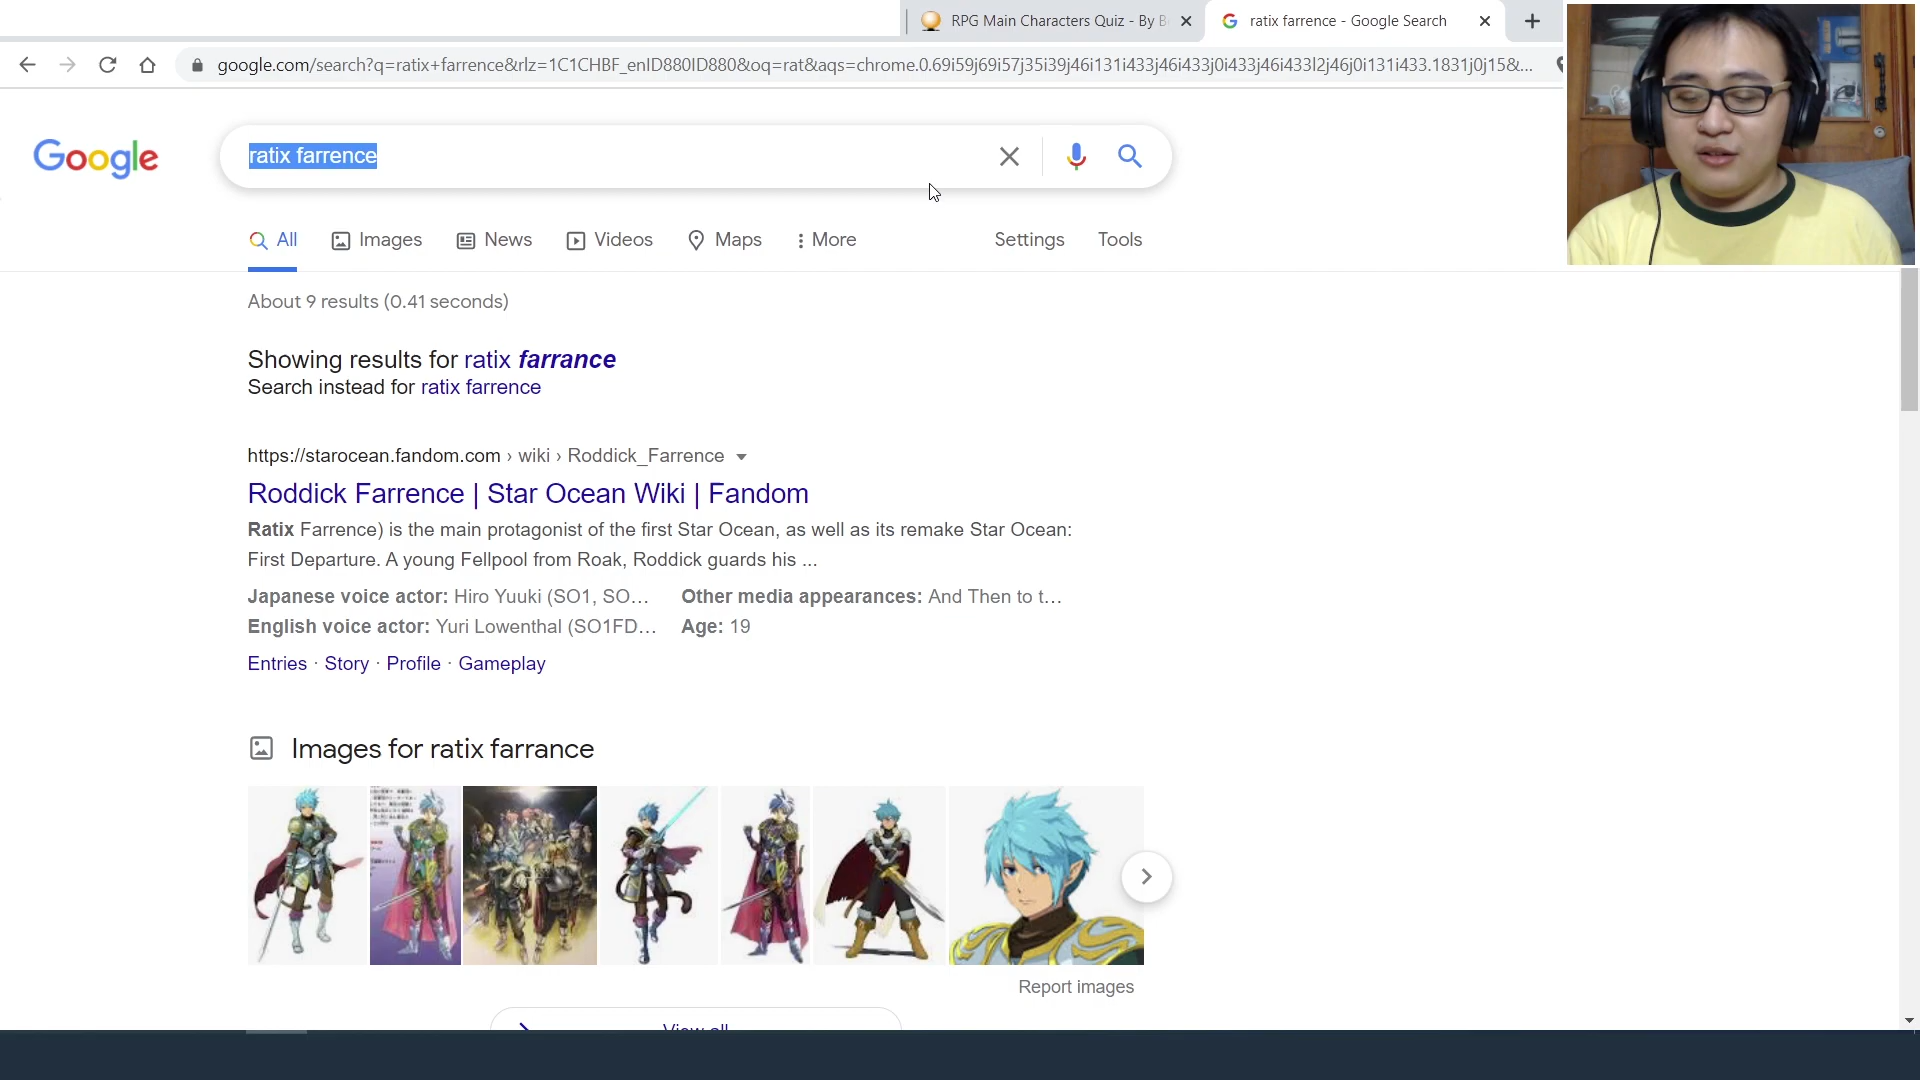 RPG Main Characters Quiz - By B
ratix farrence - Google Search
google.com/search?q=ratix+farrence&rlz=1C1CHBF_enID880ID880&oq=rat&aqs=chrome.0.69i59j69i57j35i39j46i131i433j46i433j0i433j46i433l2j46j0i131i433.1831j0j15&...
Google
ratix farrence
All
Images
News
Videos
Maps
More
Settings
Tools
About 9 results (0.41 seconds)
Showing results for ratix farrance
Search instead for ratix farrence
https://starocean.fandom.com › wiki › Roddick_Farrence
Roddick Farrence | Star Ocean Wiki | Fandom
Ratix Farrence) is the main protagonist of the first Star Ocean, as well as its remake Star Ocean:
First Departure. A young Fellpool from Roak, Roddick guards his ...
Japanese voice actor: Hiro Yuuki (SO1, SO... Other media appearances: And Then to t...
English voice actor: Yuri Lowenthal (SO1FD... Age: 19
Entries · Story · Profile · Gameplay
Images for ratix farrance
Report images
View all